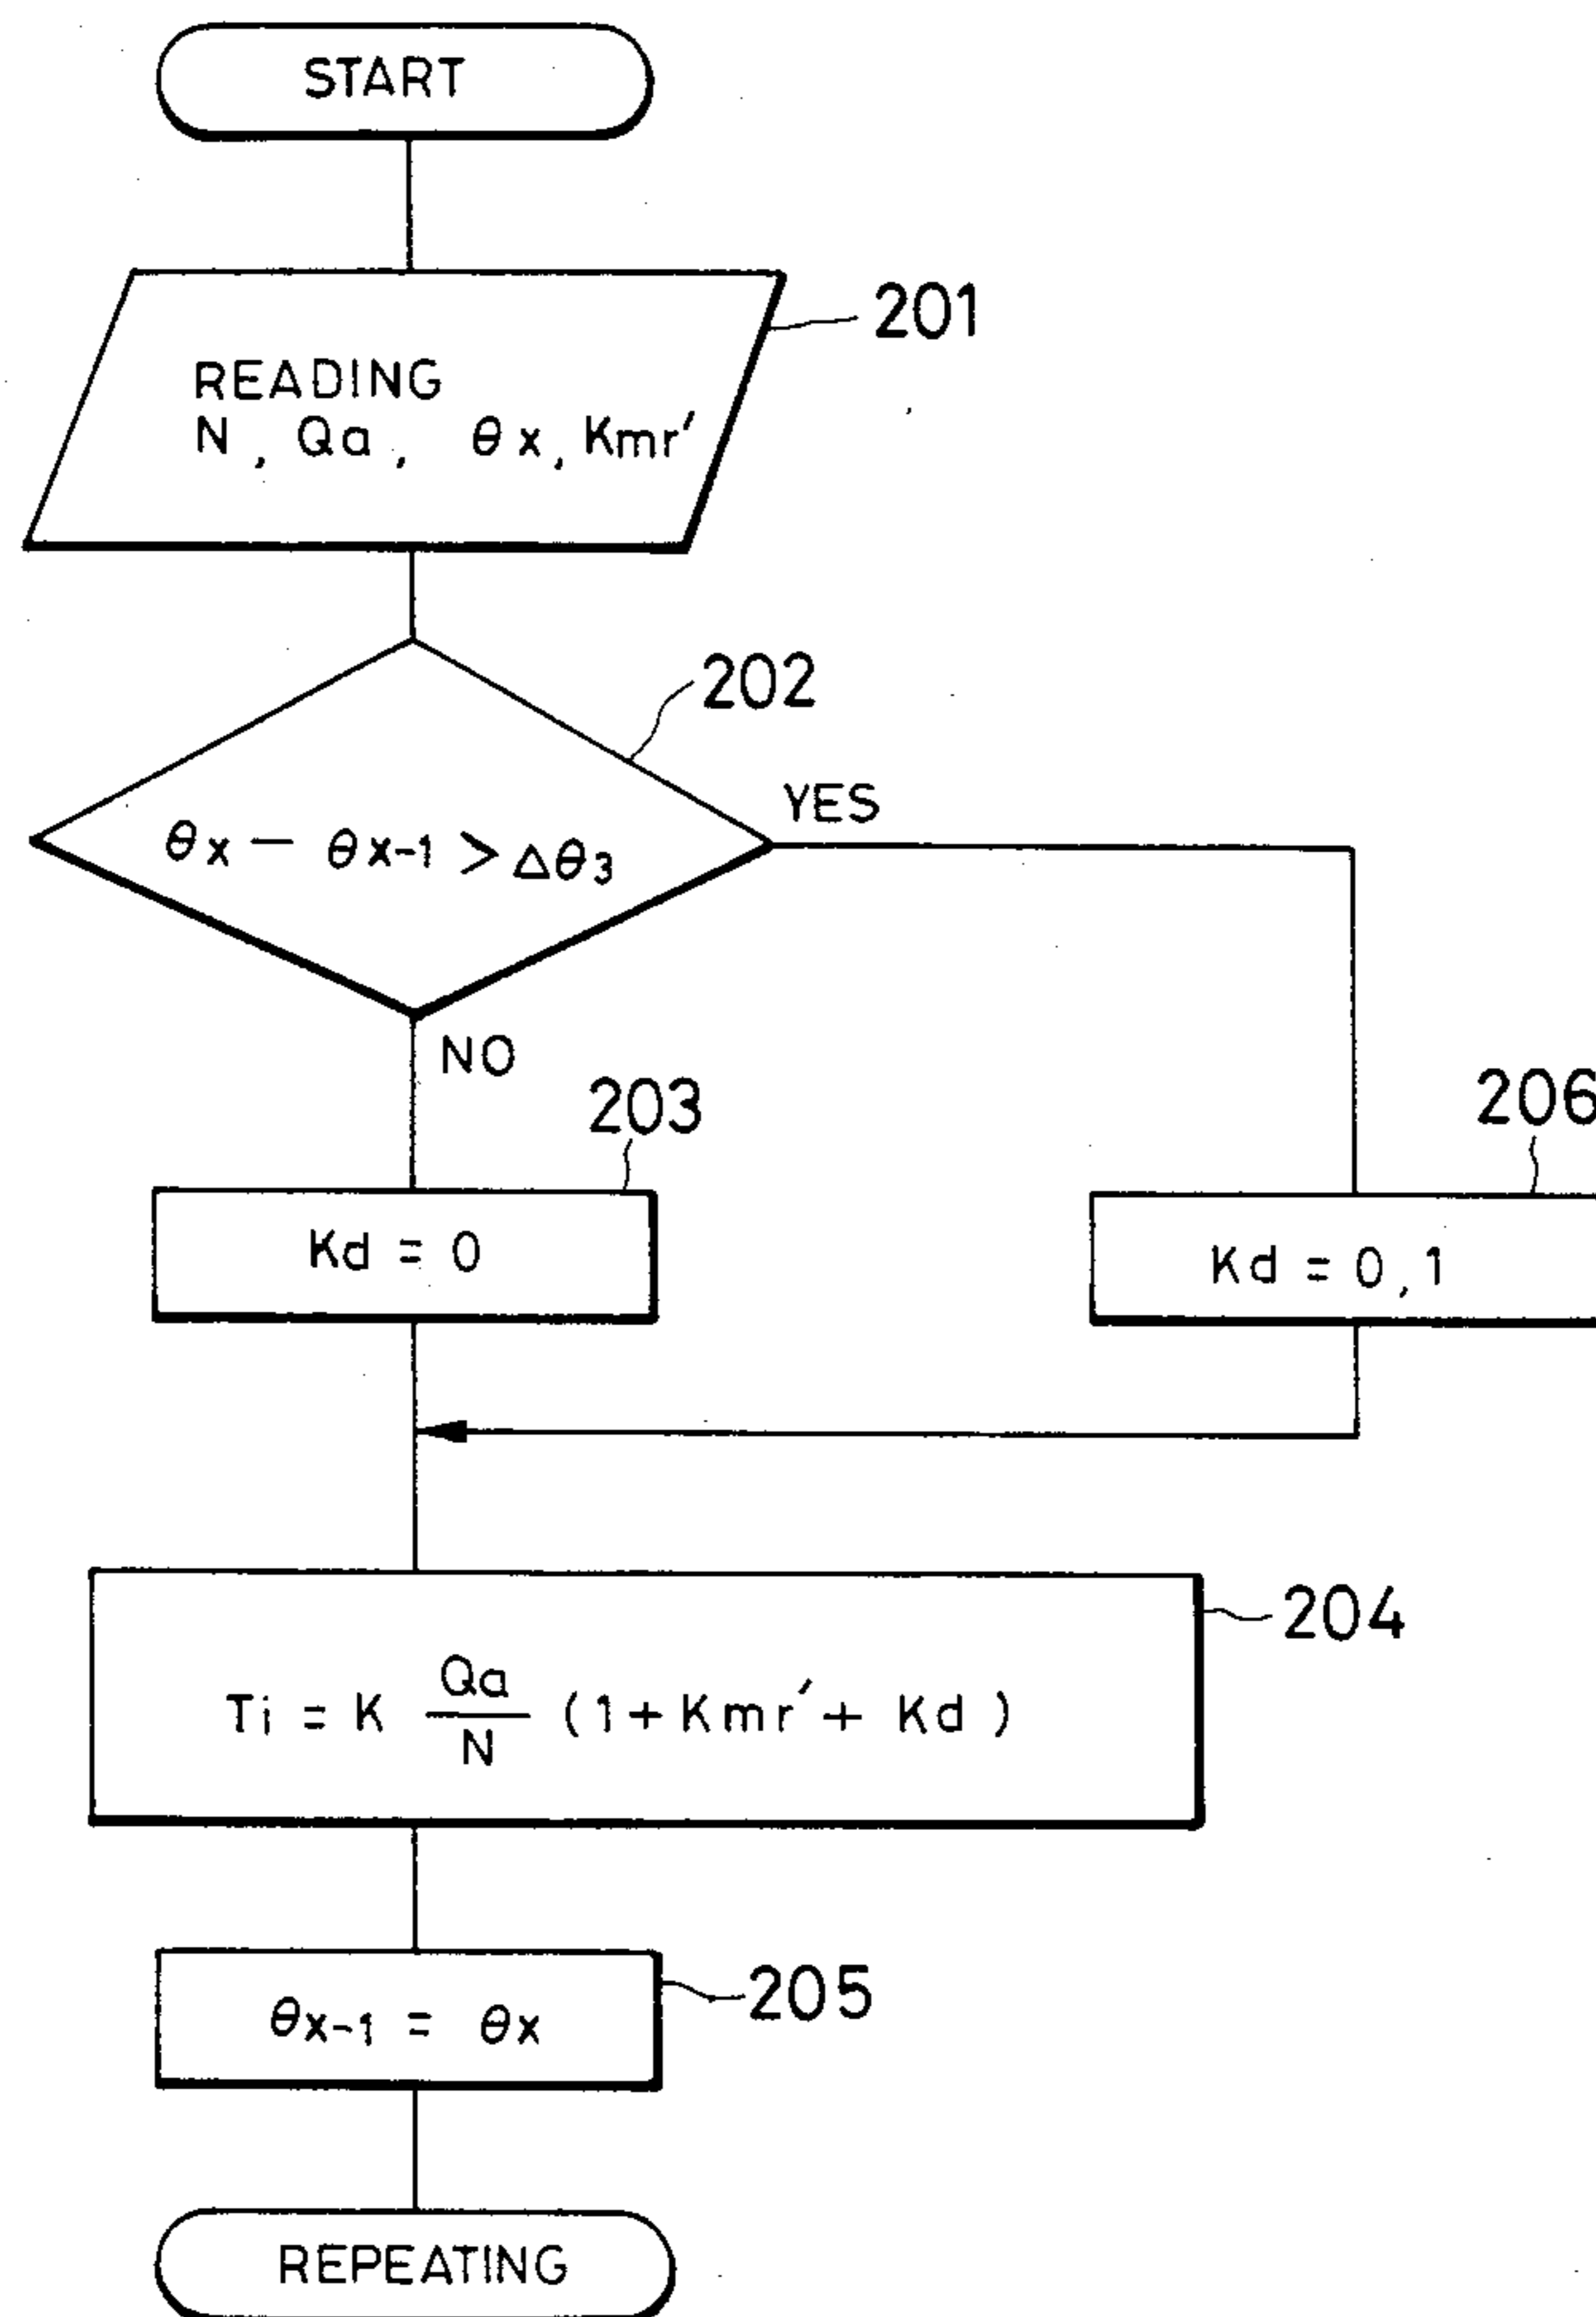 START
201
READING
N, Qa, θx, Kmr′
202
θx − θx-1 > Δθ3
YES
NO
203
206
Kd = 0
Kd = 0,1
204
Ti = K Qa/N (1 + Kmr′ + Kd)
205
θx-1 = θx
REPEATING